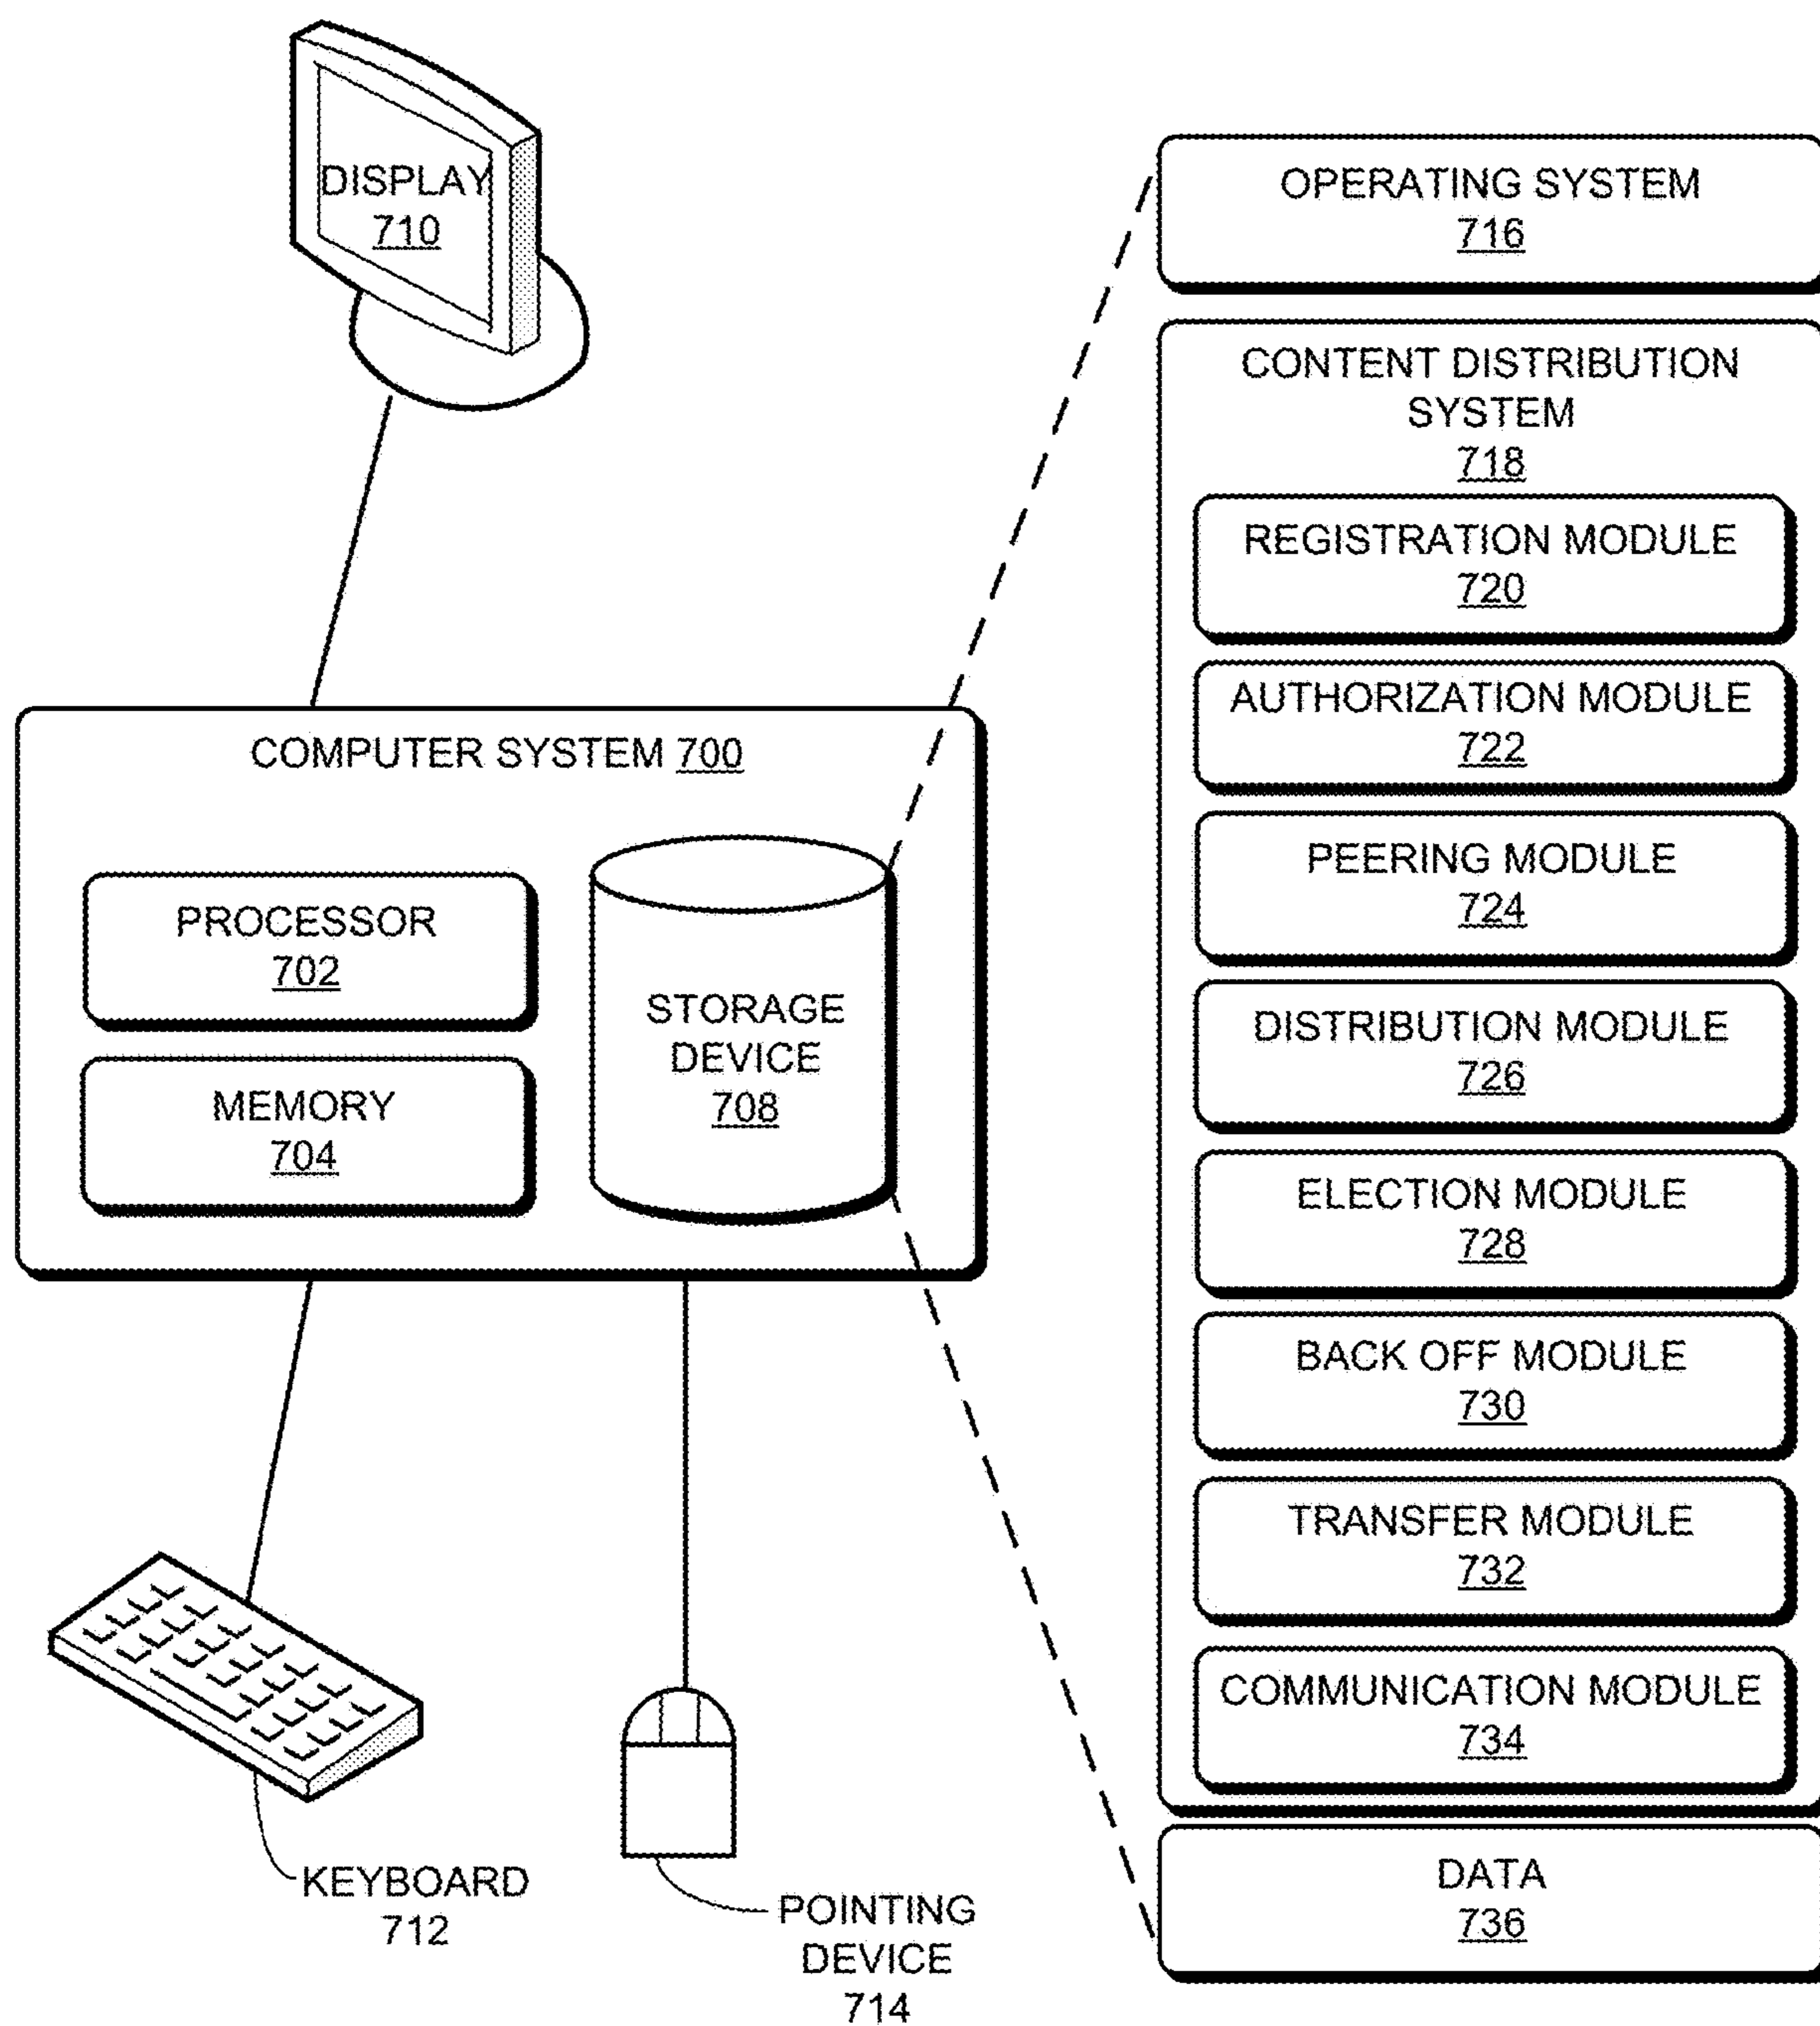 DISPLAY
710
COMPUTER SYSTEM 700
PROCESSOR
702
MEMORY
704
STORAGE
DEVICE
708
KEYBOARD
712
POINTING
DEVICE
714
OPERATING SYSTEM
716
CONTENT DISTRIBUTION
SYSTEM
718
REGISTRATION MODULE
720
AUTHORIZATION MODULE
722
PEERING MODULE
724
DISTRIBUTION MODULE
726
ELECTION MODULE
728
BACK OFF MODULE
730
TRANSFER MODULE
732
COMMUNICATION MODULE
734
DATA
736